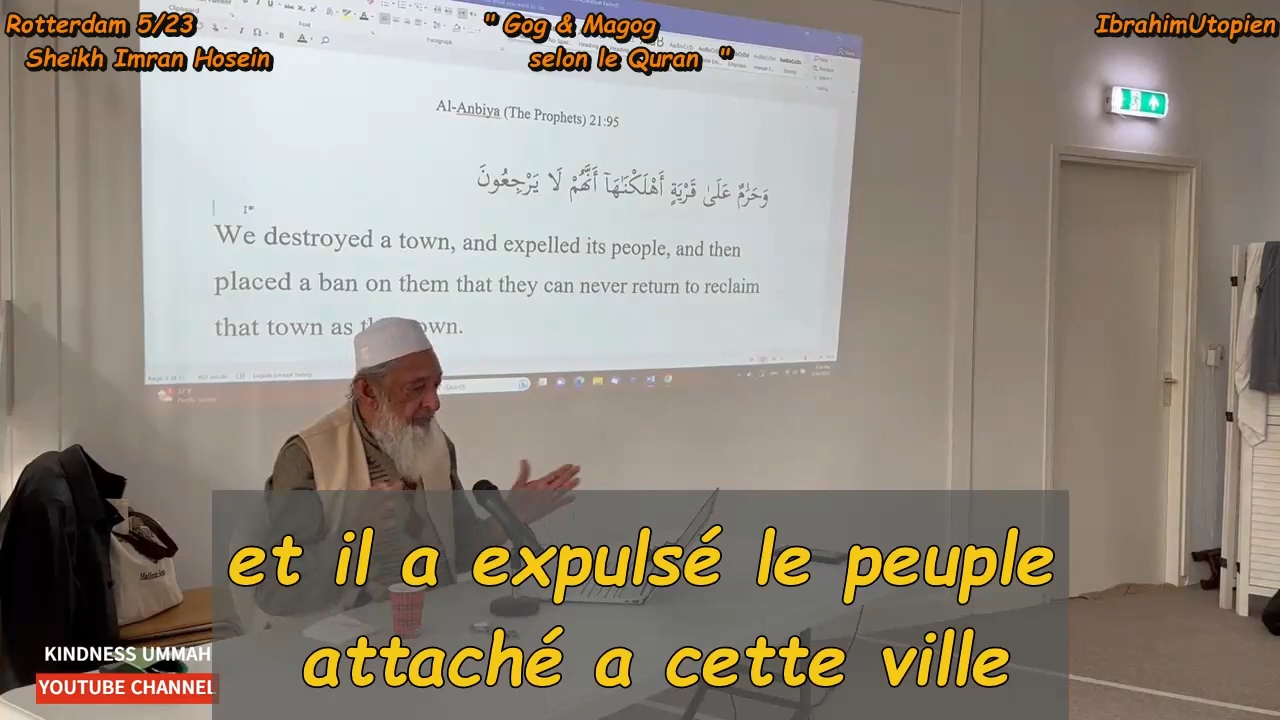 Rotterdam 5/23
Sheikh Imran Hosein
" Gog & Magog
selon le Quran "
IbrahimUtopien
Al-Anbiya (The Prophets) 21:95
وَحَرَٰمٌ عَلَىٰ قَرْيَةٍ أَهْلَكْنَٰهَآ أَنَّهُمْ لَا يَرْجِعُونَ
We destroyed a town, and expelled its people, and then
placed a ban on them that they can never return to reclaim
that town as own.
et il a expulsé le peuple
attaché a cette ville
KINDNESS UMMAH
YOUTUBE CHANNEL